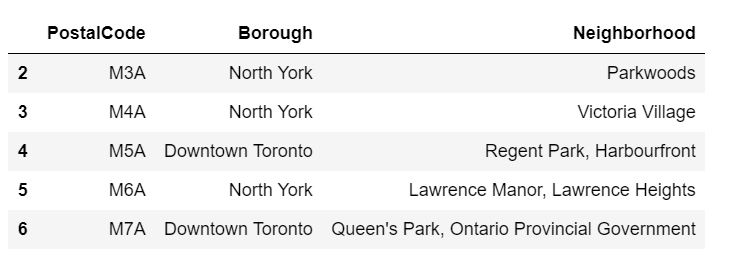 PostalCode Borough Neighborhood
2 M3A North York Parkwoods
3 M4A North York Victoria Village
4 M5A Downtown Toronto Regent Park, Harbourfront
5 M6A North York Lawrence Manor, Lawrence Heights
6 M7A Downtown Toronto Queen's Park, Ontario Provincial Government